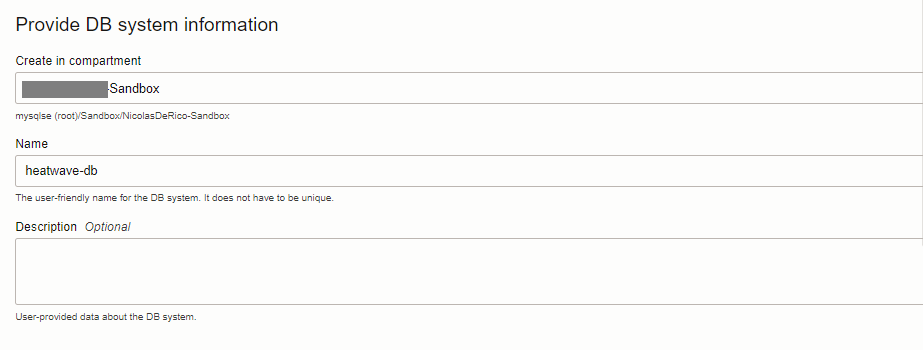 Provide DB system information
Create in compartment
-Sandbox
mysqlse (root)/Sandbox/NicolasDeRico-Sandbox
Name
heatwave-db
The user-friendly name for the DB system. It does not have to be unique.
Description Optional
User-provided data about the DB system.